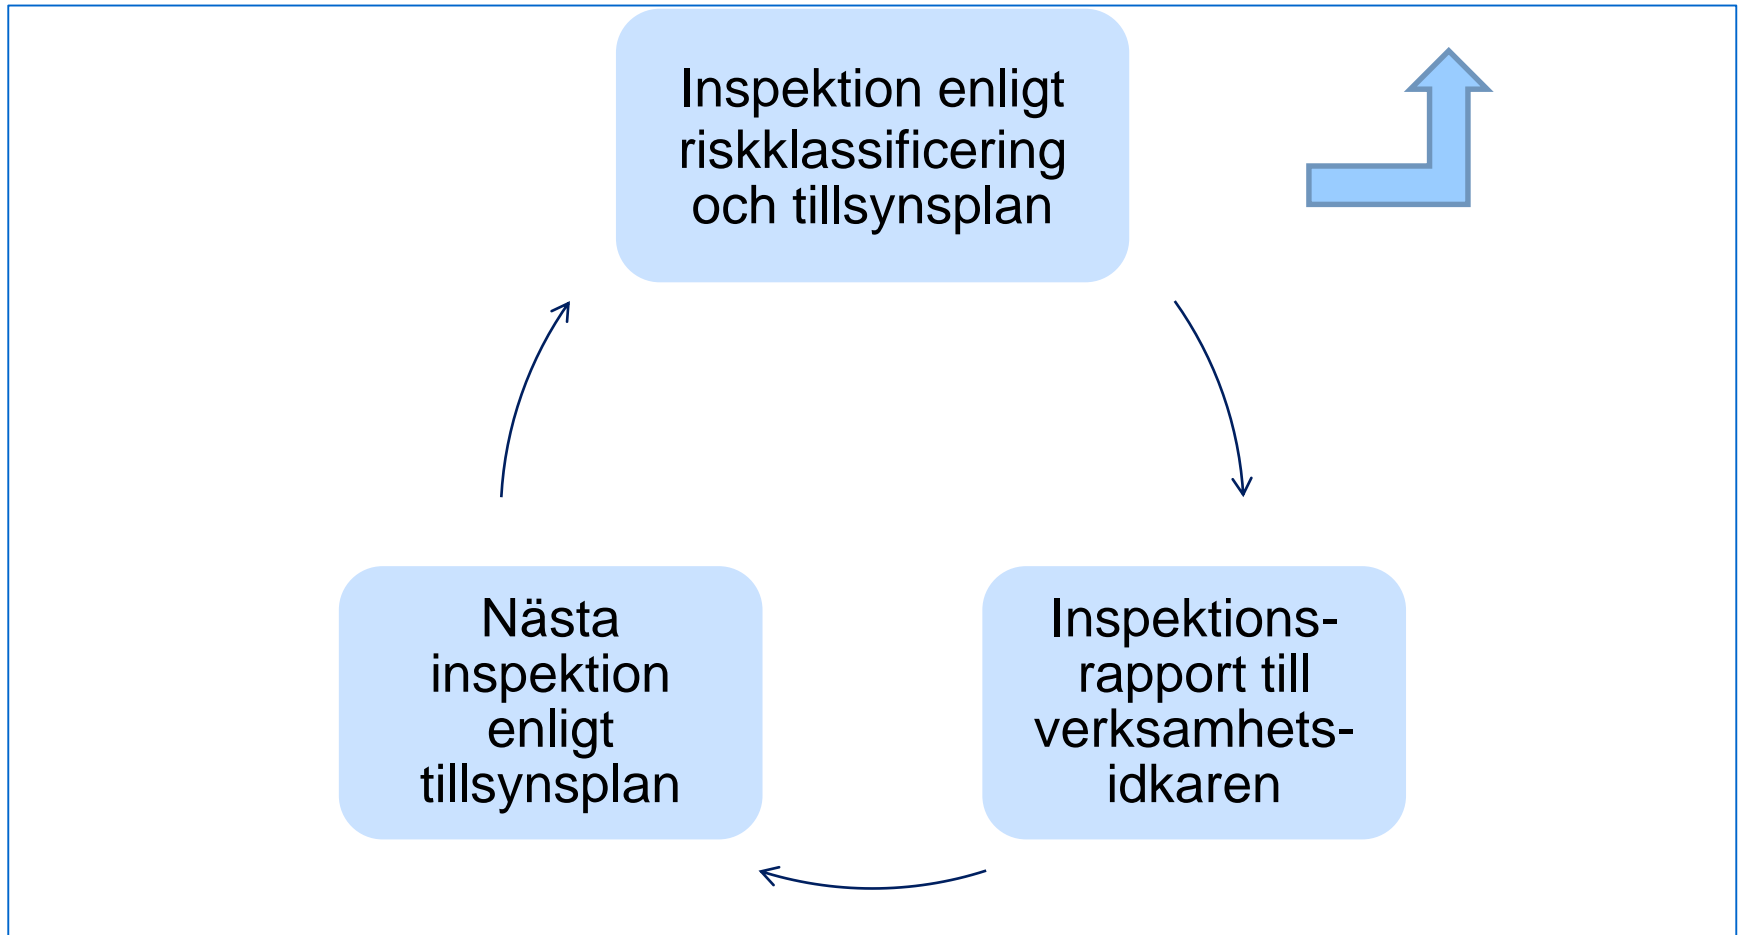 Inspektion enligt
riskklassificering
och tillsynsplan
Nästa
inspektion
enligt
tillsynsplan
Inspektions-
rapport till
verksamhets-
idkaren